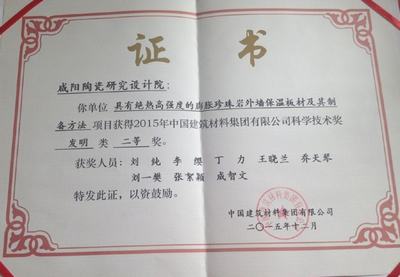 证书
咸阳陶瓷研究设计院：
你单位 具有绝热高强度的膨胀珍珠岩外墙保温板材及其制
备方法 项目获得2015年中国建筑材料集团有限公司科学技术奖
发明 类 二等 奖。
获奖人员：刘 纯 李 缨 丁 力 王晓兰 乔天琴
刘一樊 张絮颖 成智文
特发此证，以资鼓励。
中国建筑材料集团有限公司
二〇一五年十二月